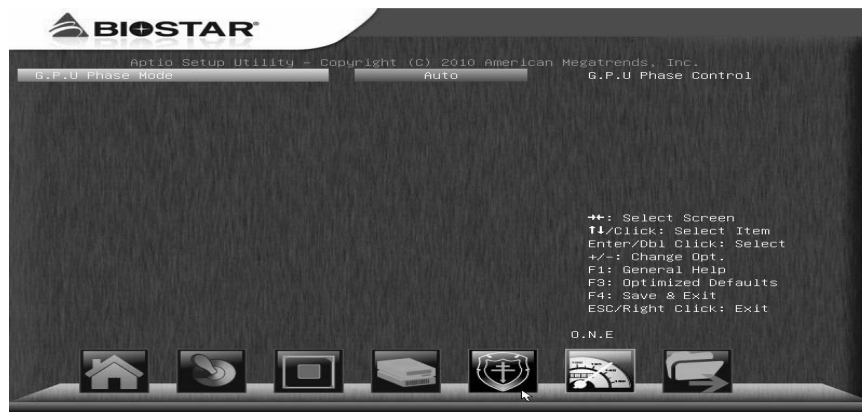 BIOSTAR®
Aptio Setup Utility – Copyright (C) 2010 American Megatrends, Inc.
G.P.U Phase Mode Auto G.P.U Phase Control
→←: Select Screen
↑↓/Click: Select Item
Enter/Dbl Click: Select
+/-: Change Opt.
F1: General Help
F3: Optimized Defaults
F4: Save & Exit
ESC/Right Click: Exit
O.N.E